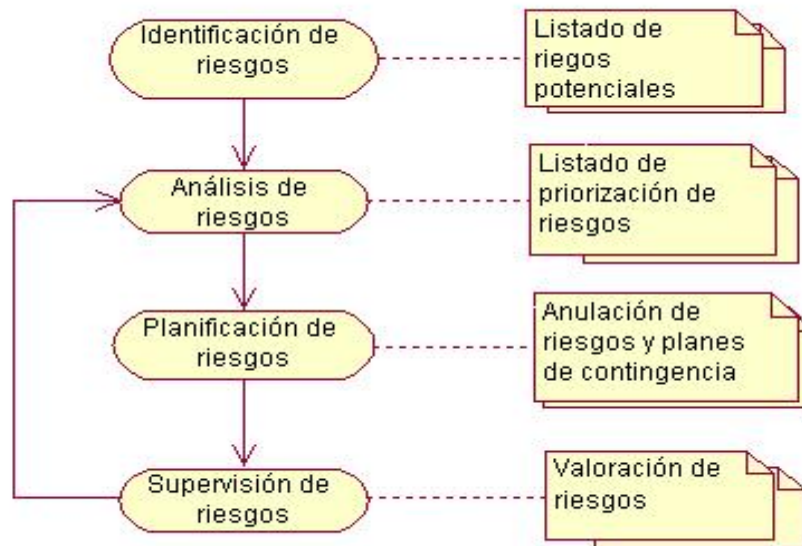 Identificación de
riesgos
Listado de
riegos
potenciales
Análisis de
riesgos
Listado de
priorización de
riesgos
Planificación de
riesgos
Anulación de
riesgos y planes
de contingencia
Supervisión de
riesgos
Valoración de
riesgos